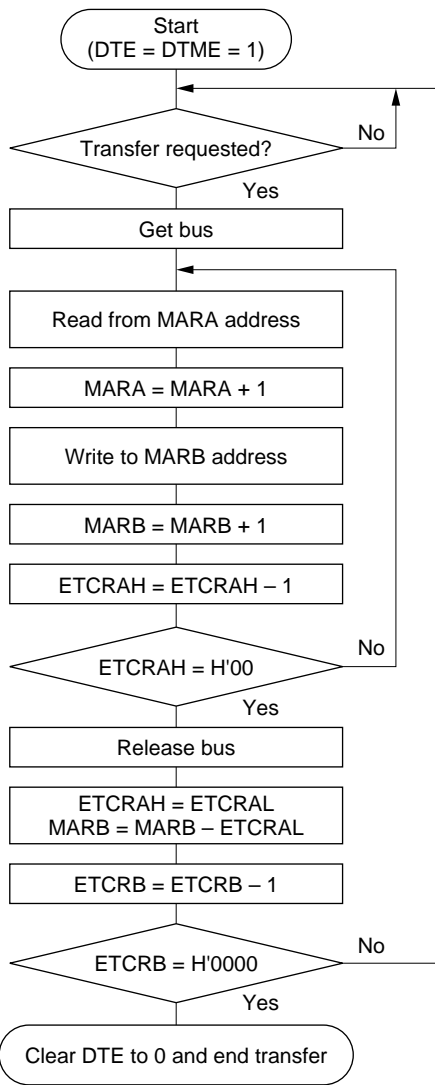 Start
(DTE = DTME = 1)
Transfer requested?
No
Yes
Get bus
Read from MARA address
MARA = MARA + 1
Write to MARB address
MARB = MARB + 1
ETCRAH = ETCRAH – 1
ETCRAH = H'00
No
Yes
Release bus
ETCRAH = ETCRAL
MARB = MARB – ETCRAL
ETCRB = ETCRB – 1
ETCRB = H'0000
No
Yes
Clear DTE to 0 and end transfer